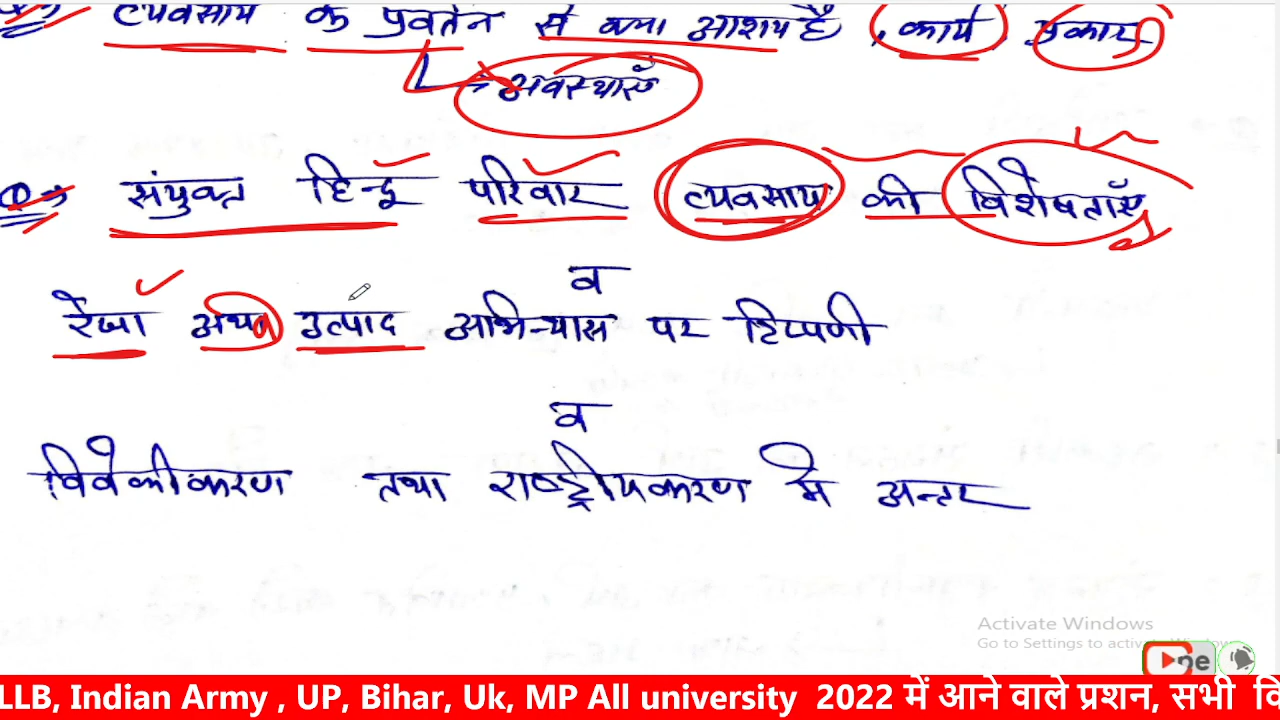 व्यवसाय के प्रवर्तन से क्या आशय है, कार्य प्रकार
→ अवस्थाएँ
Q⇒ संयुक्त हिन्दू परिवार व्यवसाय की विशेषताएँ
व
रेखा अथवा उत्पाद अभिन्यास पर टिप्पणी
व
विवेकीकरण तथा राष्ट्रीयकरण में अन्तर
Activate Windows
Go to Settings to activate Windows.
LLB, Indian Army , UP, Bihar, Uk, MP All university 2022 में आने वाले प्रशन, सभी